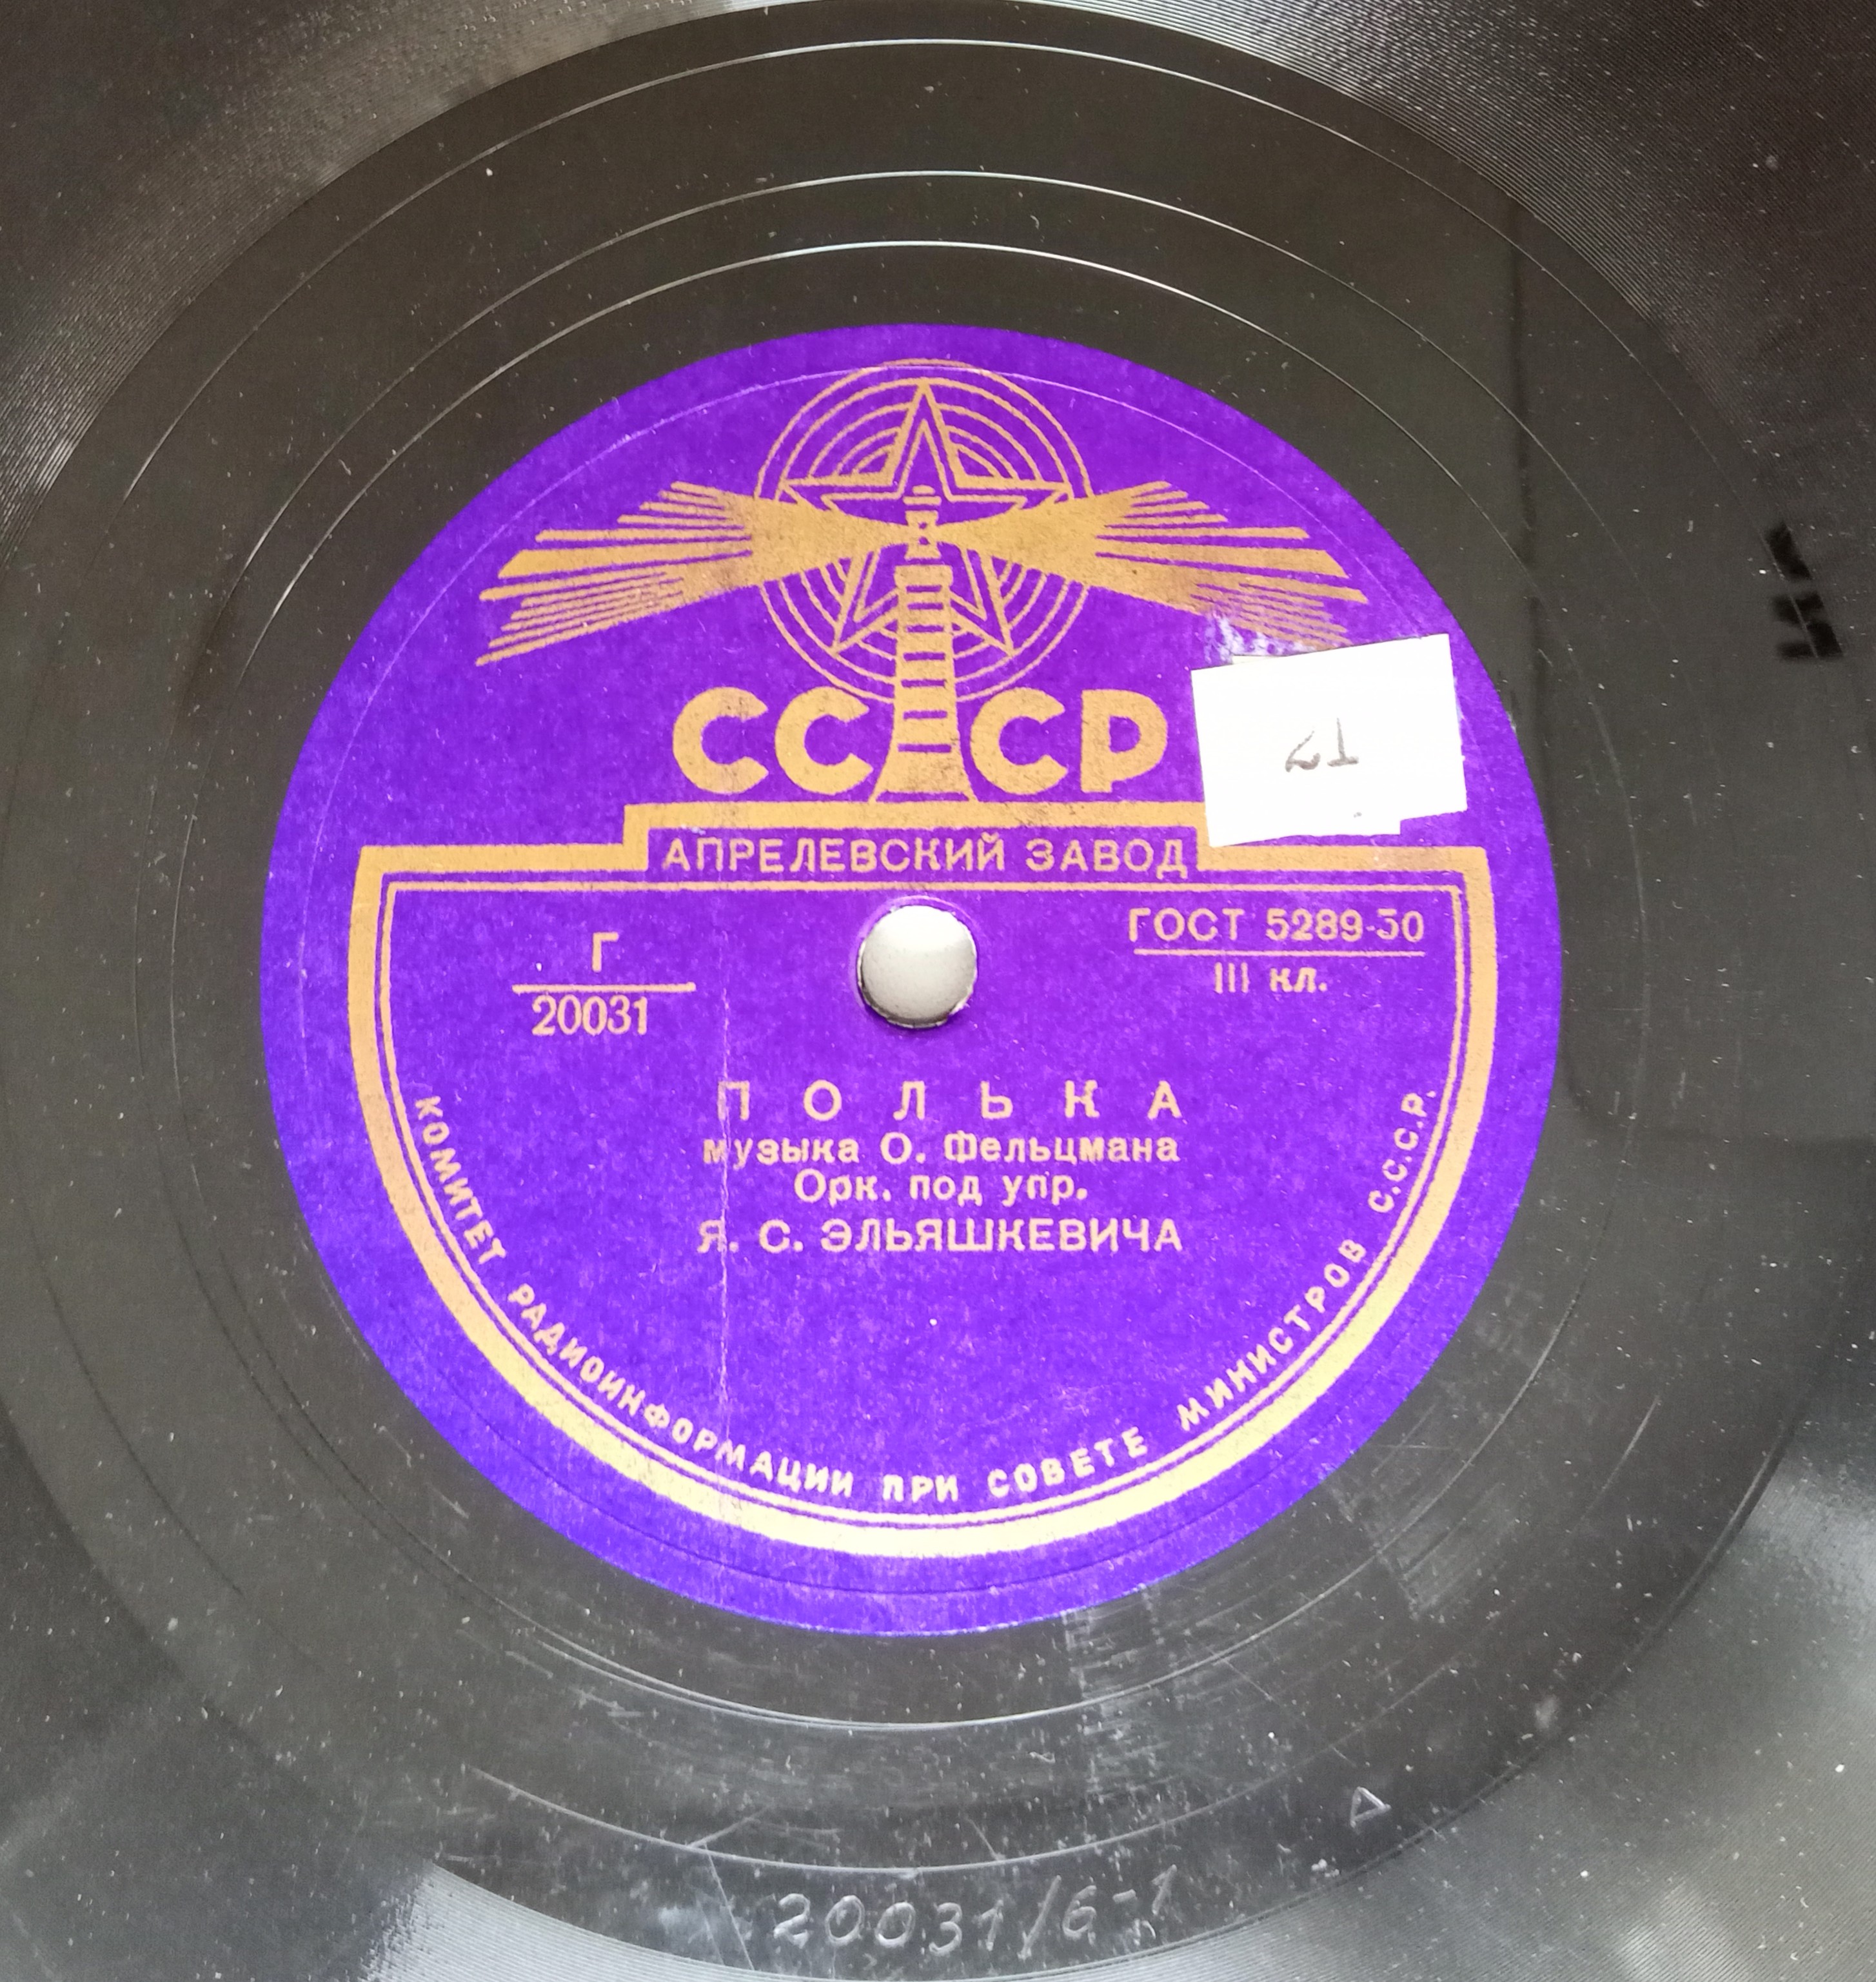 СССР
АПРЕЛЕВСКИЙ ЗАВОД
Г
20031
ГОСТ 5289-50
III кл.
ПОЛЬКА
музыка О. Фельцмана
Орк. под упр.
Я. С. ЭЛЬЯШКЕВИЧА
КОМИТЕТ РАДИОИНФОРМАЦИИ ПРИ СОВЕТЕ МИНИСТРОВ С.С.С.Р.
20031/6-1